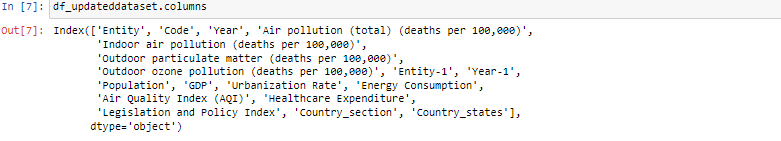 In [7]: df_updateddataset.columns
Out[7]: Index(['Entity', 'Code', 'Year', 'Air pollution (total) (deaths per 100,000)',
'Indoor air pollution (deaths per 100,000)',
'Outdoor particulate matter (deaths per 100,000)',
'Outdoor ozone pollution (deaths per 100,000)', 'Entity-1', 'Year-1',
'Population', 'GDP', 'Urbanization Rate', 'Energy Consumption',
'Air Quality Index (AQI)', 'Healthcare Expenditure',
'Legislation and Policy Index', 'Country_section', 'Country_states'],
dtype='object')